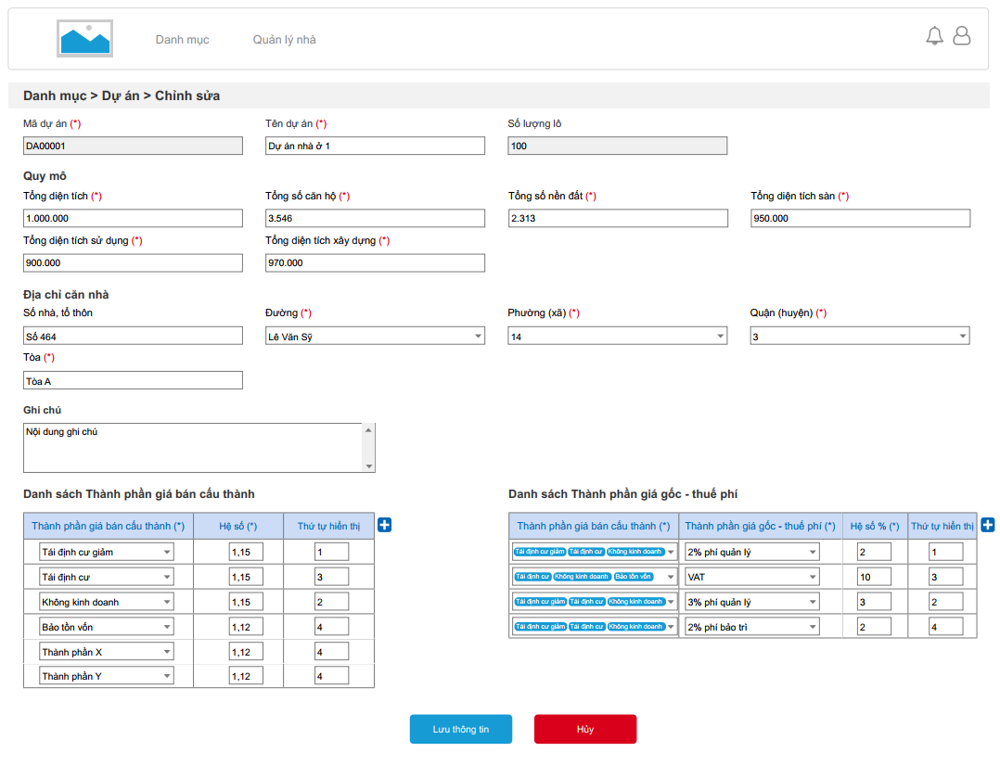 Danh mục Quản lý nhà
Danh mục > Dự án > Chỉnh sửa
Mã dự án (*) Tên dự án (*) Số lượng lô
DA00001 Dự án nhà ở 1 100
Quy mô
Tổng diện tích (*) Tổng số căn hộ (*) Tổng số nền đất (*) Tổng diện tích sàn (*)
1.000.000 3.546 2.313 950.000
Tổng diện tích sử dụng (*) Tổng diện tích xây dựng (*)
900.000 970.000
Địa chỉ căn nhà
Số nhà, tổ thôn Đường (*) Phường (xã) (*) Quận (huyện) (*)
Số 464 Lê Văn Sỹ 14 3
Tòa (*)
Tòa A
Ghi chú
Nội dung ghi chú
Danh sách Thành phần giá bán cấu thành
Thành phần giá bán cấu thành (*) Hệ số (*) Thứ tự hiển thị
Tái định cư giảm 1,15 1
Tái định cư 1,15 3
Không kinh doanh 1,15 2
Bảo tồn vốn 1,12 4
Thành phần X 1,12 4
Thành phần Y 1,12 4
Danh sách Thành phần giá gốc - thuế phí
Thành phần giá bán cấu thành (*) Thành phần giá gốc - thuế phí (*) Hệ số % (*) Thứ tự hiển thị
Tái định cư giảm Tái định cư Không kinh doanh 2% phí quản lý 2 1
Tái định cư Không kinh doanh Bảo tồn vốn VAT 10 3
Tái định cư giảm Tái định cư Không kinh doanh 3% phí quản lý 3 2
Tái định cư giảm Tái định cư Không kinh doanh 2% phí bảo trì 2 4
Lưu thông tin Hủy